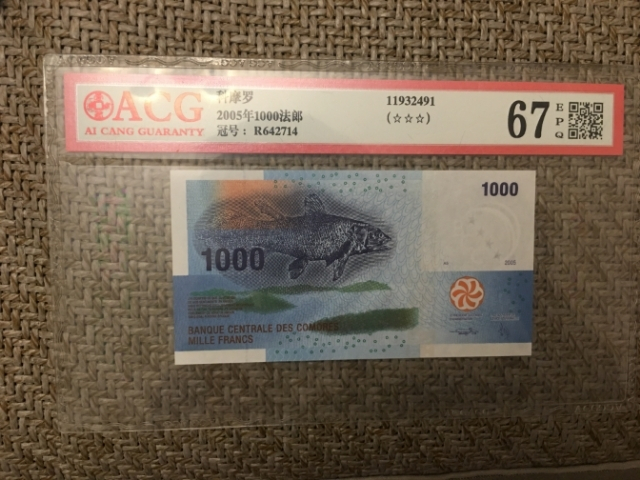 ACG
AI CANG GUARANTY
科摩罗
2005年1000法郎
冠号： R642714
11932491
(☆☆☆)
67
E
P
Q
1000
1000
2005
BANQUE CENTRALE DES COMORES
MILLE FRANCS